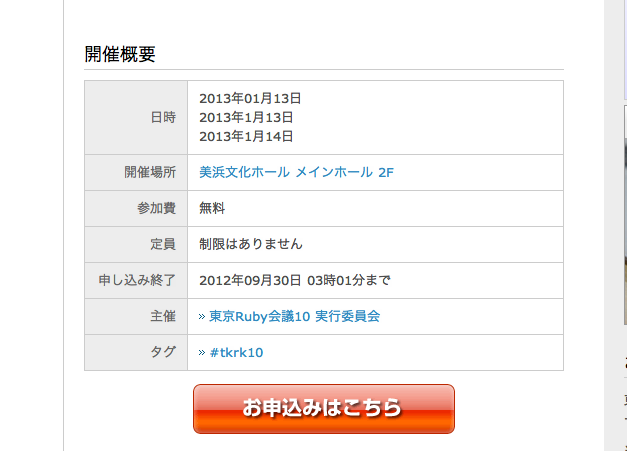 開催概要
日時
2013年01月13日
2013年1月13日
2013年1月14日
開催場所
美浜文化ホール メインホール 2F
参加費
無料
定員
制限はありません
申し込み終了
2012年09月30日 03時01分まで
主催
» 東京Ruby会議10 実行委員会
タグ
» #tkrk10
お申込みはこちら